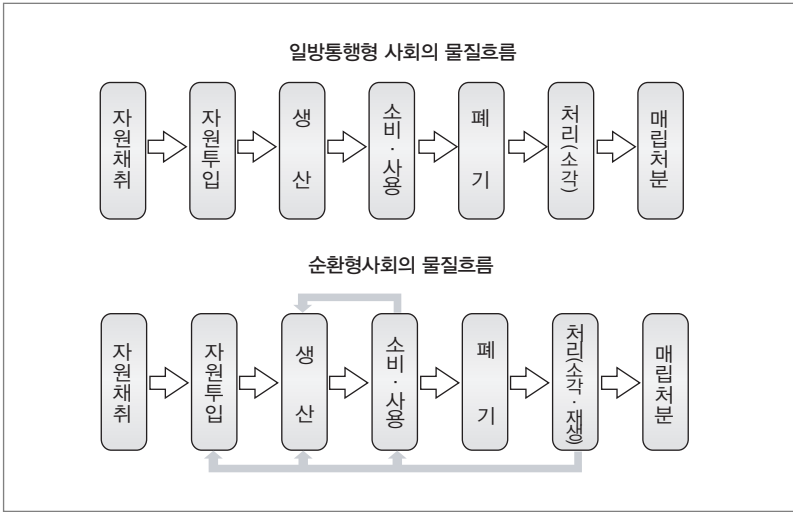 일방통행형 사회의 물질흐름
자원채취
자원투입
생산
소비·사용
폐기
처리(소각)
매립처분
순환형사회의 물질흐름
자원채취
자원투입
생산
소비·사용
폐기
처리(소각·재생)
매립처분